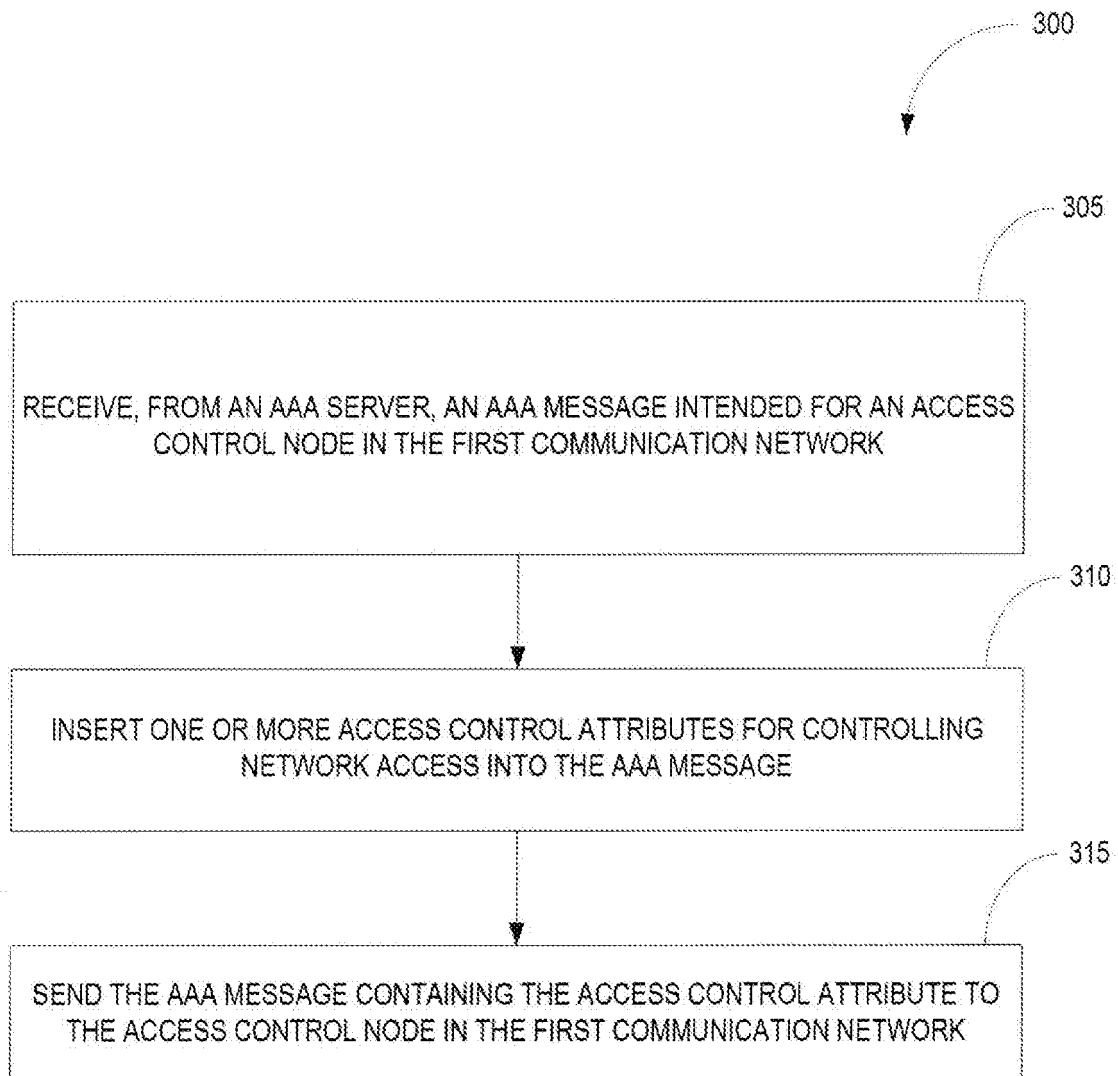 300
305
RECEIVE, FROM AN AAA SERVER, AN AAA MESSAGE INTENDED FOR AN ACCESS
CONTROL NODE IN THE FIRST COMMUNICATION NETWORK
310
INSERT ONE OR MORE ACCESS CONTROL ATTRIBUTES FOR CONTROLLING
NETWORK ACCESS INTO THE AAA MESSAGE
315
SEND THE AAA MESSAGE CONTAINING THE ACCESS CONTROL ATTRIBUTE TO
THE ACCESS CONTROL NODE IN THE FIRST COMMUNICATION NETWORK